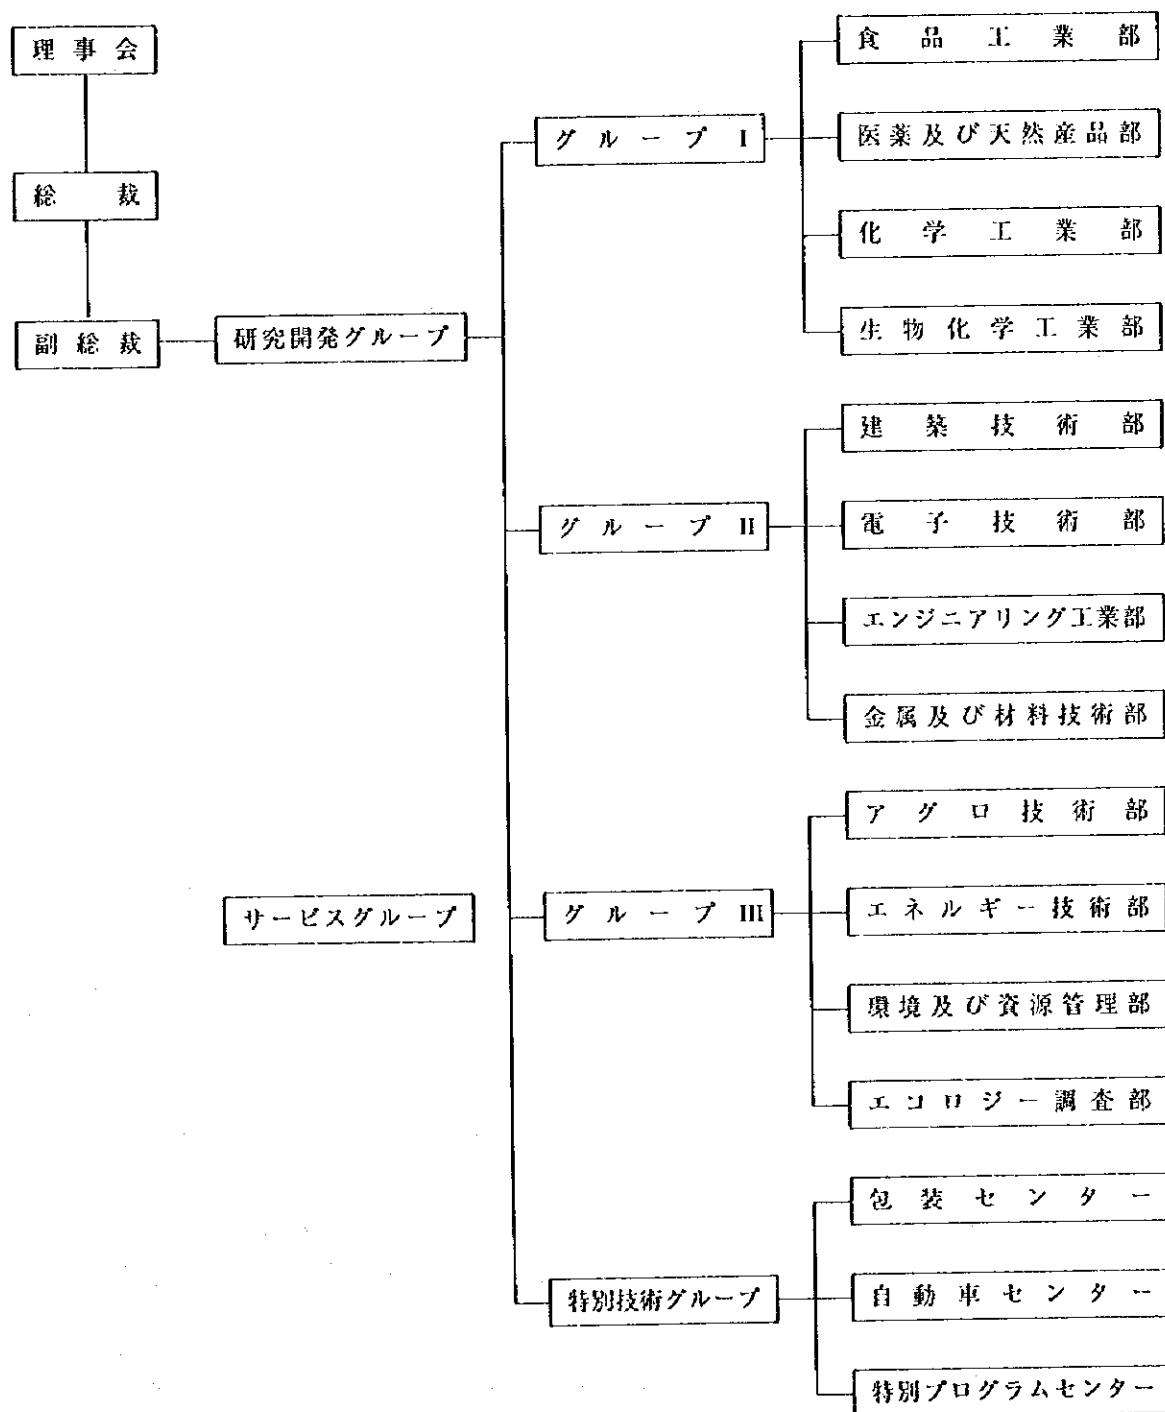 理事会
総裁
副総裁
研究開発グループ
サービスグループ
グループ I
食品工業部
医薬及び天然産品部
化学工業部
生物化学工業部
グループ II
建築技術部
電子技術部
エンジニアリング工業部
金属及び材料技術部
グループ III
アグロ技術部
エネルギー技術部
環境及び資源管理部
エコロジー調査部
特別技術グループ
包装センター
自動車センター
特別プログラムセンター